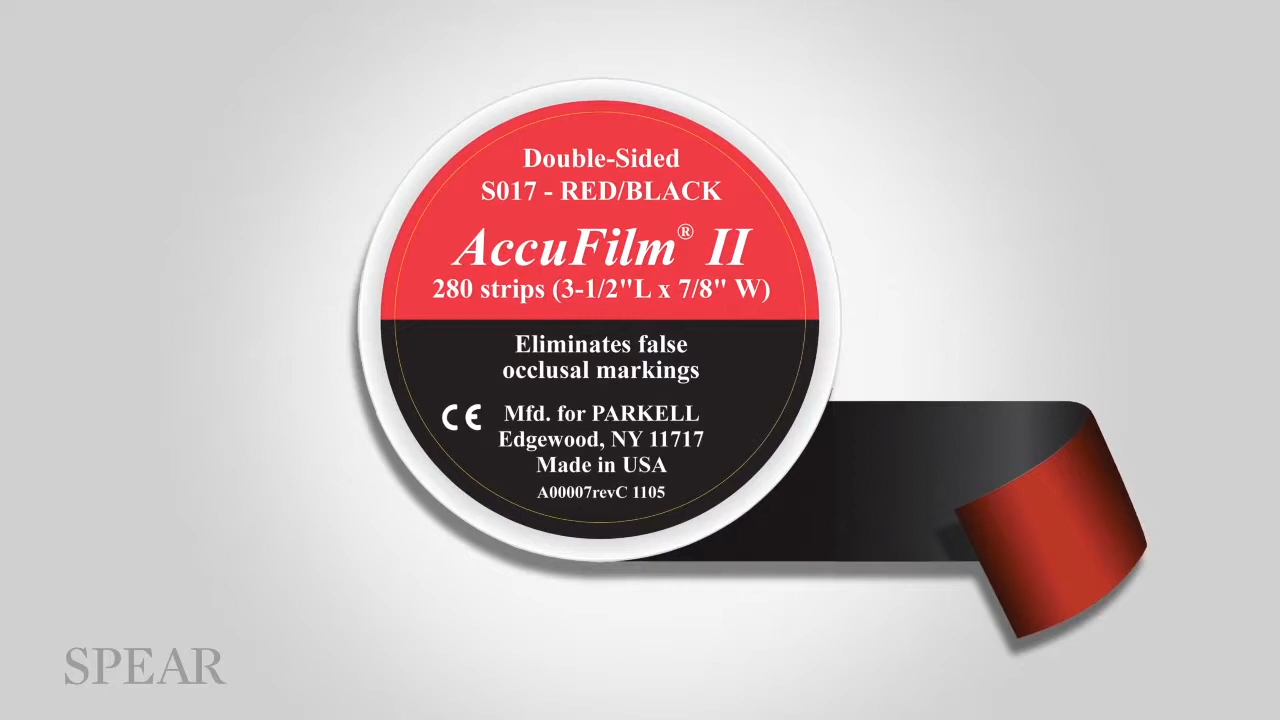 Double-Sided
S017 - RED/BLACK
AccuFilm® II
280 strips (3-1/2"L x 7/8" W)
Eliminates false
occlusal markings
CE
Mfd. for PARKELL
Edgewood, NY 11717
Made in USA
A00007revC 1105
SPEAR